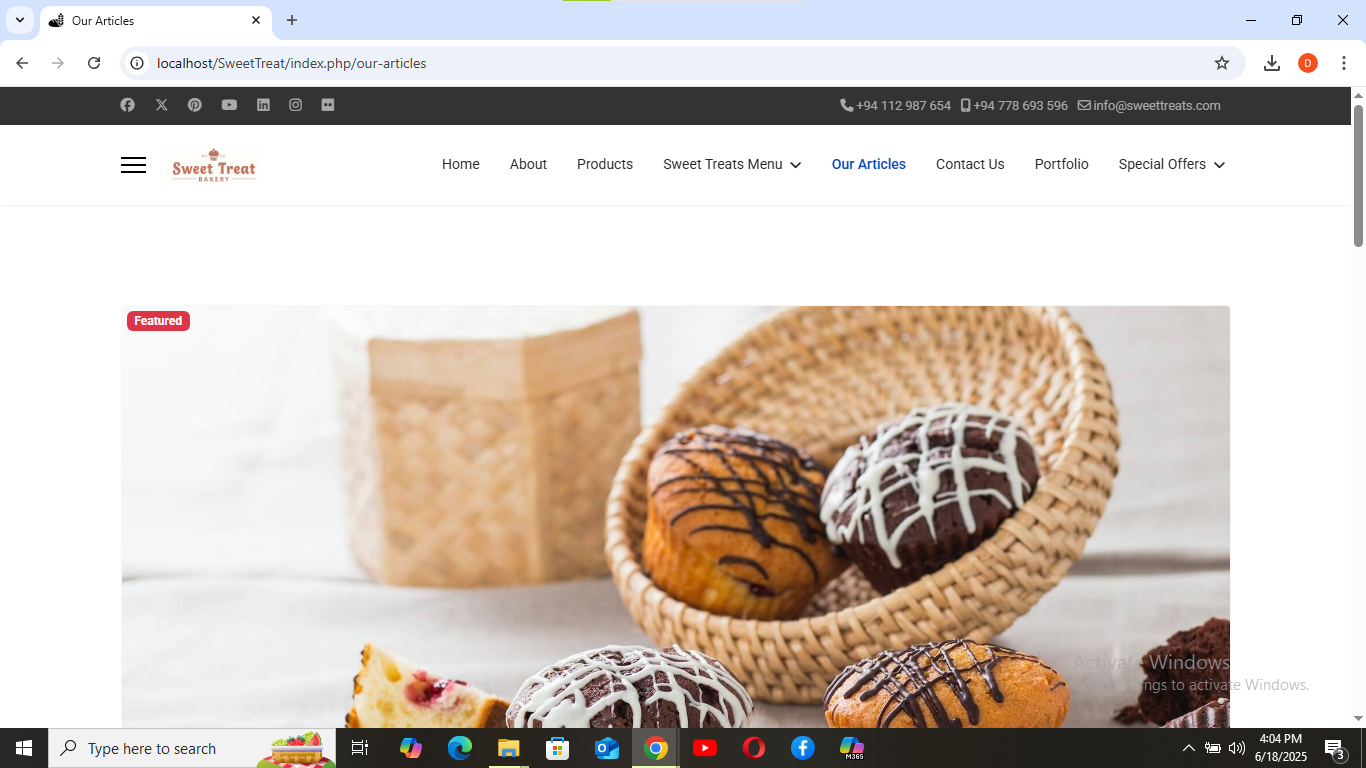 Our Articles
localhost/SweetTreat/index.php/our-articles
D
+94 112 987 654 +94 778 693 596 info@sweettreats.com
Sweet Treat
BAKERY
Home About Products Sweet Treats Menu Our Articles Contact Us Portfolio Special Offers
Featured
Activate Windows
ngs to activate Windows.
Type here to search
M365
4:04 PM
6/18/2025
3